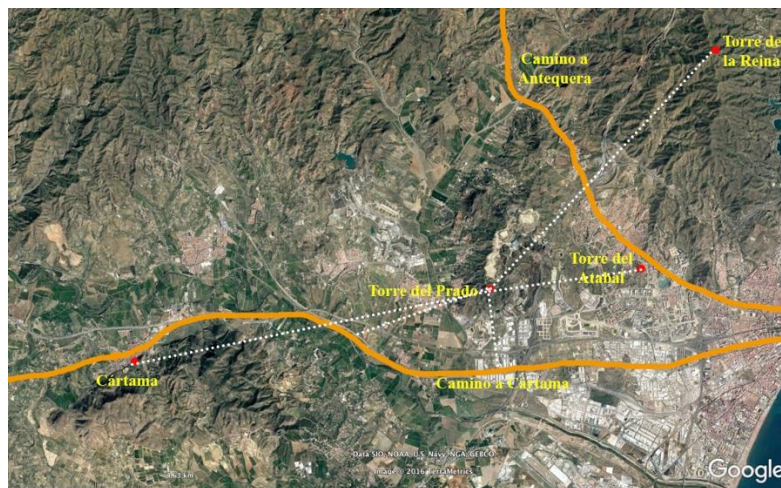 Torre de
la Reina
Camino a
Antequera
Torre del
Atabal
Torre del Prado
Cártama
Camino a Cártama
Data SIO, NOAA, U.S. Navy, NGA, GEBCO
Image © 2016 TerraMetrics
Google